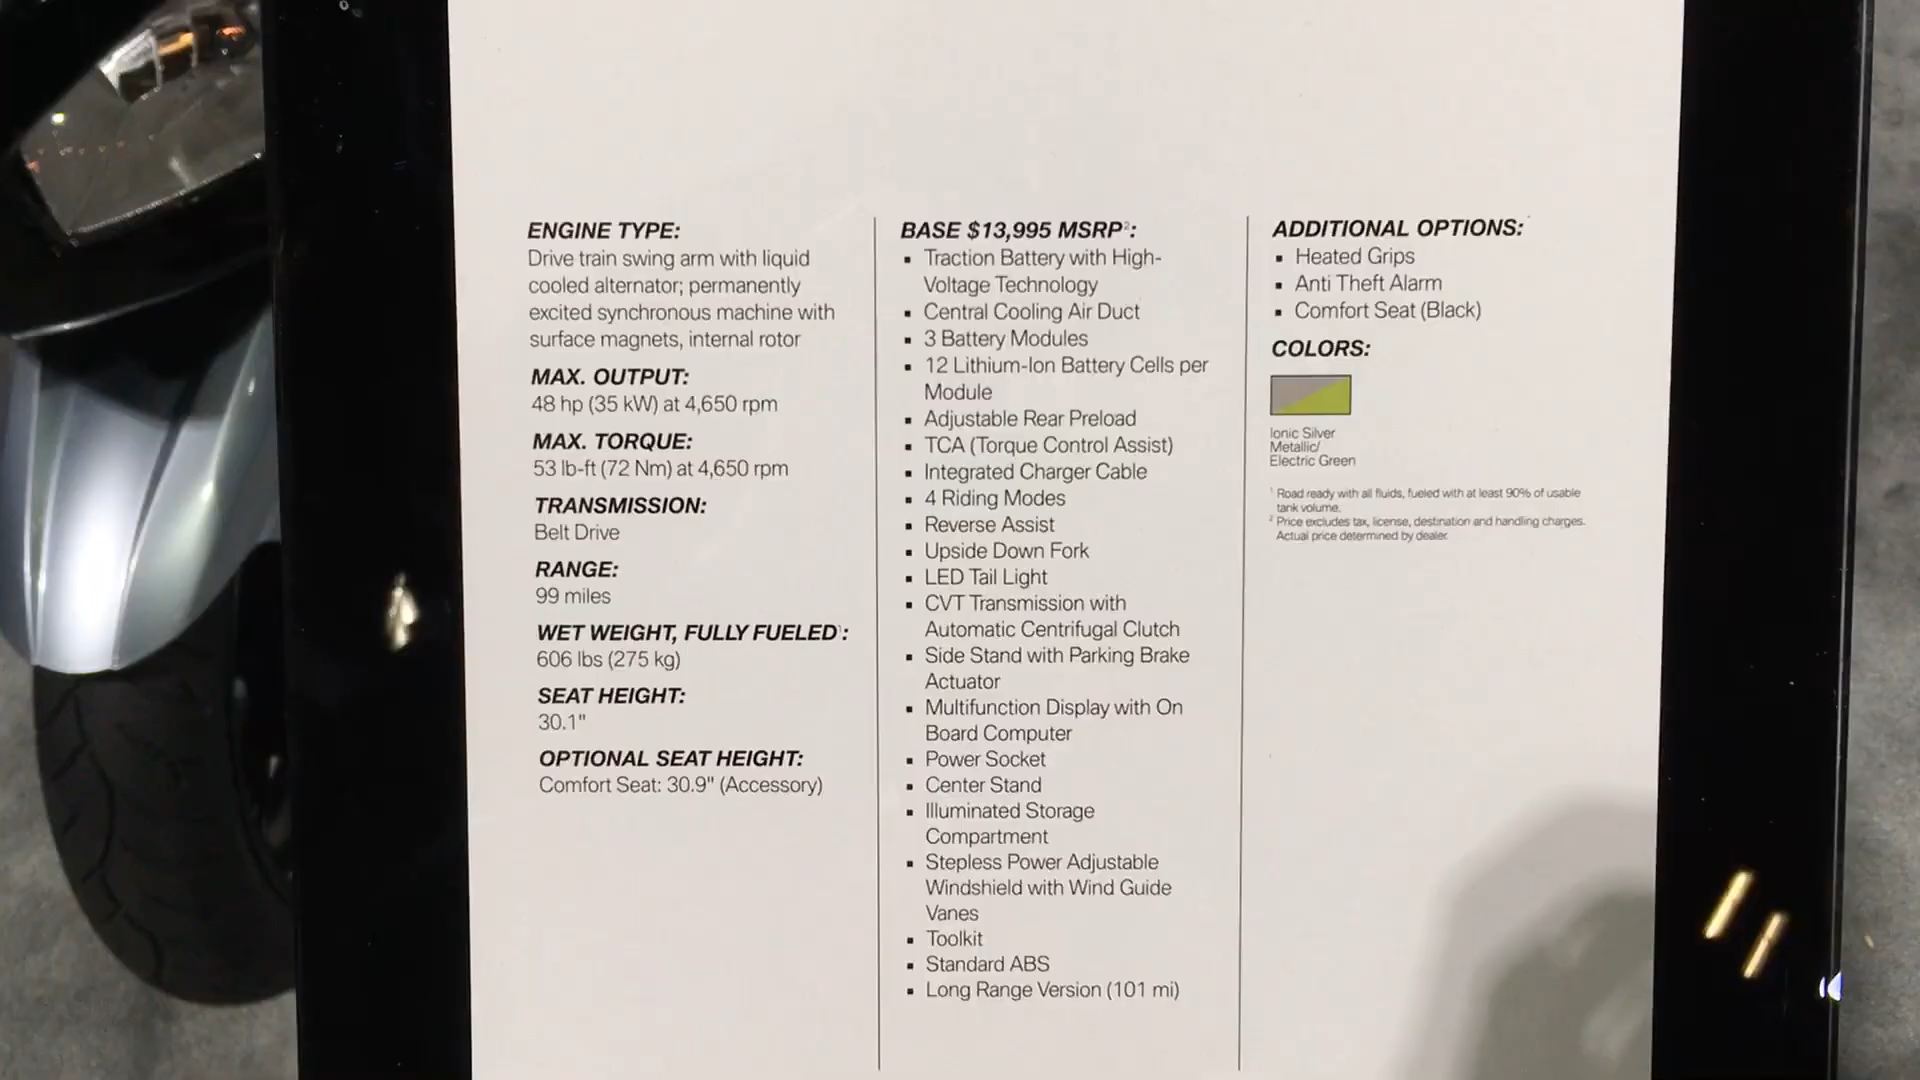 ENGINE TYPE:
Drive train swing arm with liquid
cooled alternator; permanently
excited synchronous machine with
surface magnets, internal rotor
MAX. OUTPUT:
48 hp (35 kW) at 4,650 rpm
MAX. TORQUE:
53 lb-ft (72 Nm) at 4,650 rpm
TRANSMISSION:
Belt Drive
RANGE:
99 miles
WET WEIGHT, FULLY FUELED¹:
606 lbs (275 kg)
SEAT HEIGHT:
30.1"
OPTIONAL SEAT HEIGHT:
Comfort Seat: 30.9" (Accessory)
BASE $13,995 MSRP²:
▪ Traction Battery with High-
Voltage Technology
▪ Central Cooling Air Duct
▪ 3 Battery Modules
▪ 12 Lithium-Ion Battery Cells per
Module
▪ Adjustable Rear Preload
▪ TCA (Torque Control Assist)
▪ Integrated Charger Cable
▪ 4 Riding Modes
▪ Reverse Assist
▪ Upside Down Fork
▪ LED Tail Light
▪ CVT Transmission with
Automatic Centrifugal Clutch
▪ Side Stand with Parking Brake
Actuator
▪ Multifunction Display with On
Board Computer
▪ Power Socket
▪ Center Stand
▪ Illuminated Storage
Compartment
▪ Stepless Power Adjustable
Windshield with Wind Guide
Vanes
▪ Toolkit
▪ Standard ABS
▪ Long Range Version (101 mi)
ADDITIONAL OPTIONS:
▪ Heated Grips
▪ Anti Theft Alarm
▪ Comfort Seat (Black)
COLORS:
Ionic Silver
Metallic/
Electric Green
¹ Road ready with all fluids, fueled with at least 90% of usable
tank volume.
² Price excludes tax, license, destination and handling charges.
Actual price determined by dealer.